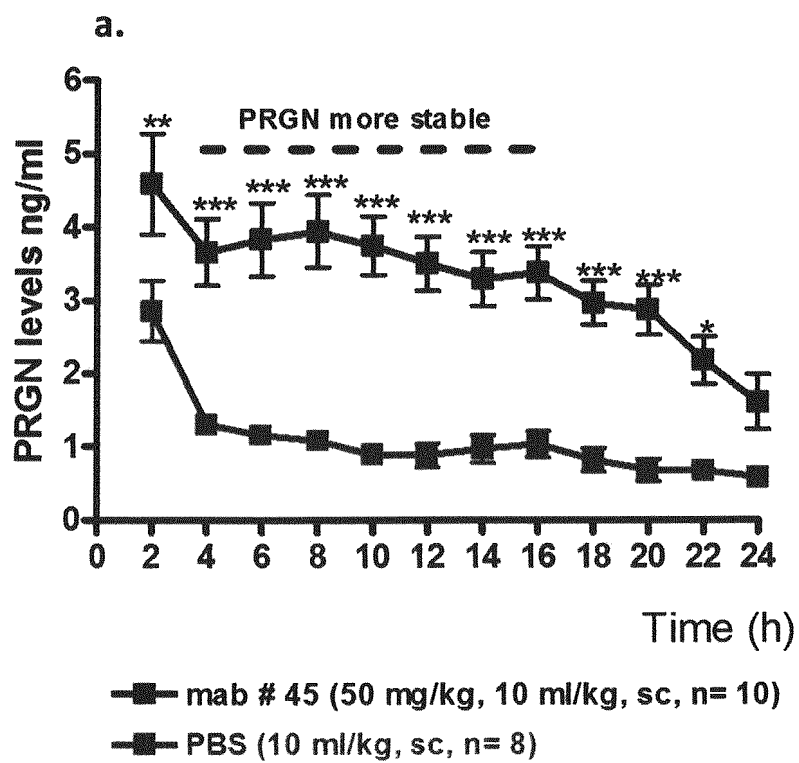 a.
PRGN levels ng/ml
6
5
4
3
2
1
0
PRGN more stable
** *** *** *** *** *** *** *** *** *** *
0 2 4 6 8 10 12 14 16 18 20 22 24
Time (h)
mab # 45 (50 mg/kg, 10 ml/kg, sc, n= 10)
PBS (10 ml/kg, sc, n= 8)